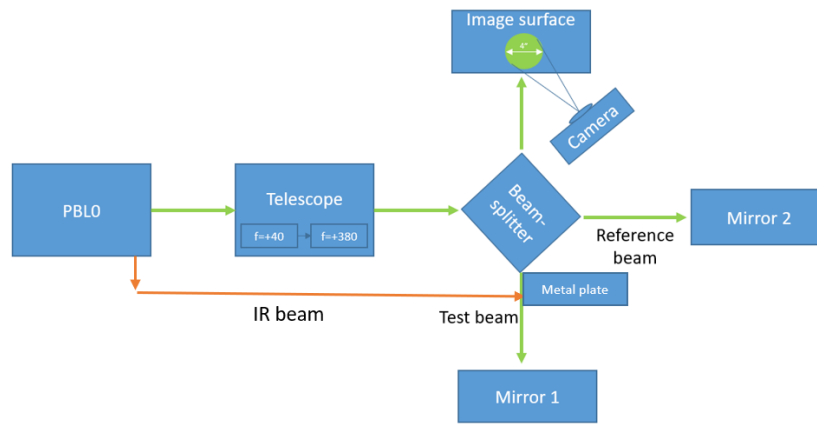 Image surface
4"
Camera
PBL0
Telescope
f=+40
f=+380
Beam-
splitter
Mirror 2
Reference
beam
Metal plate
IR beam
Test beam
Mirror 1